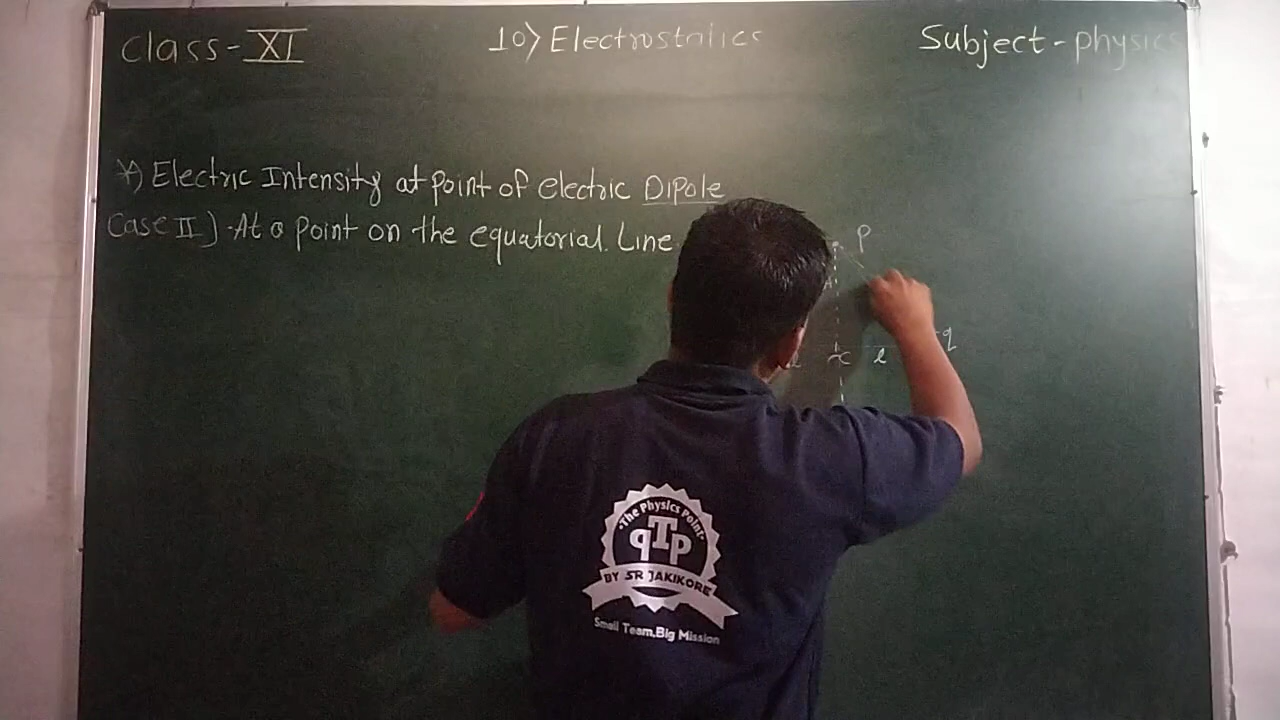 Class - XI
10) Electrostatics
Subject - physics
*) Electric Intensity at point of electric Dipole
Case II) At a point on the equatorial Line
P
q
l
The Physics Point
qTp
BY SR JAKIKORE
Small Team,Big Mission